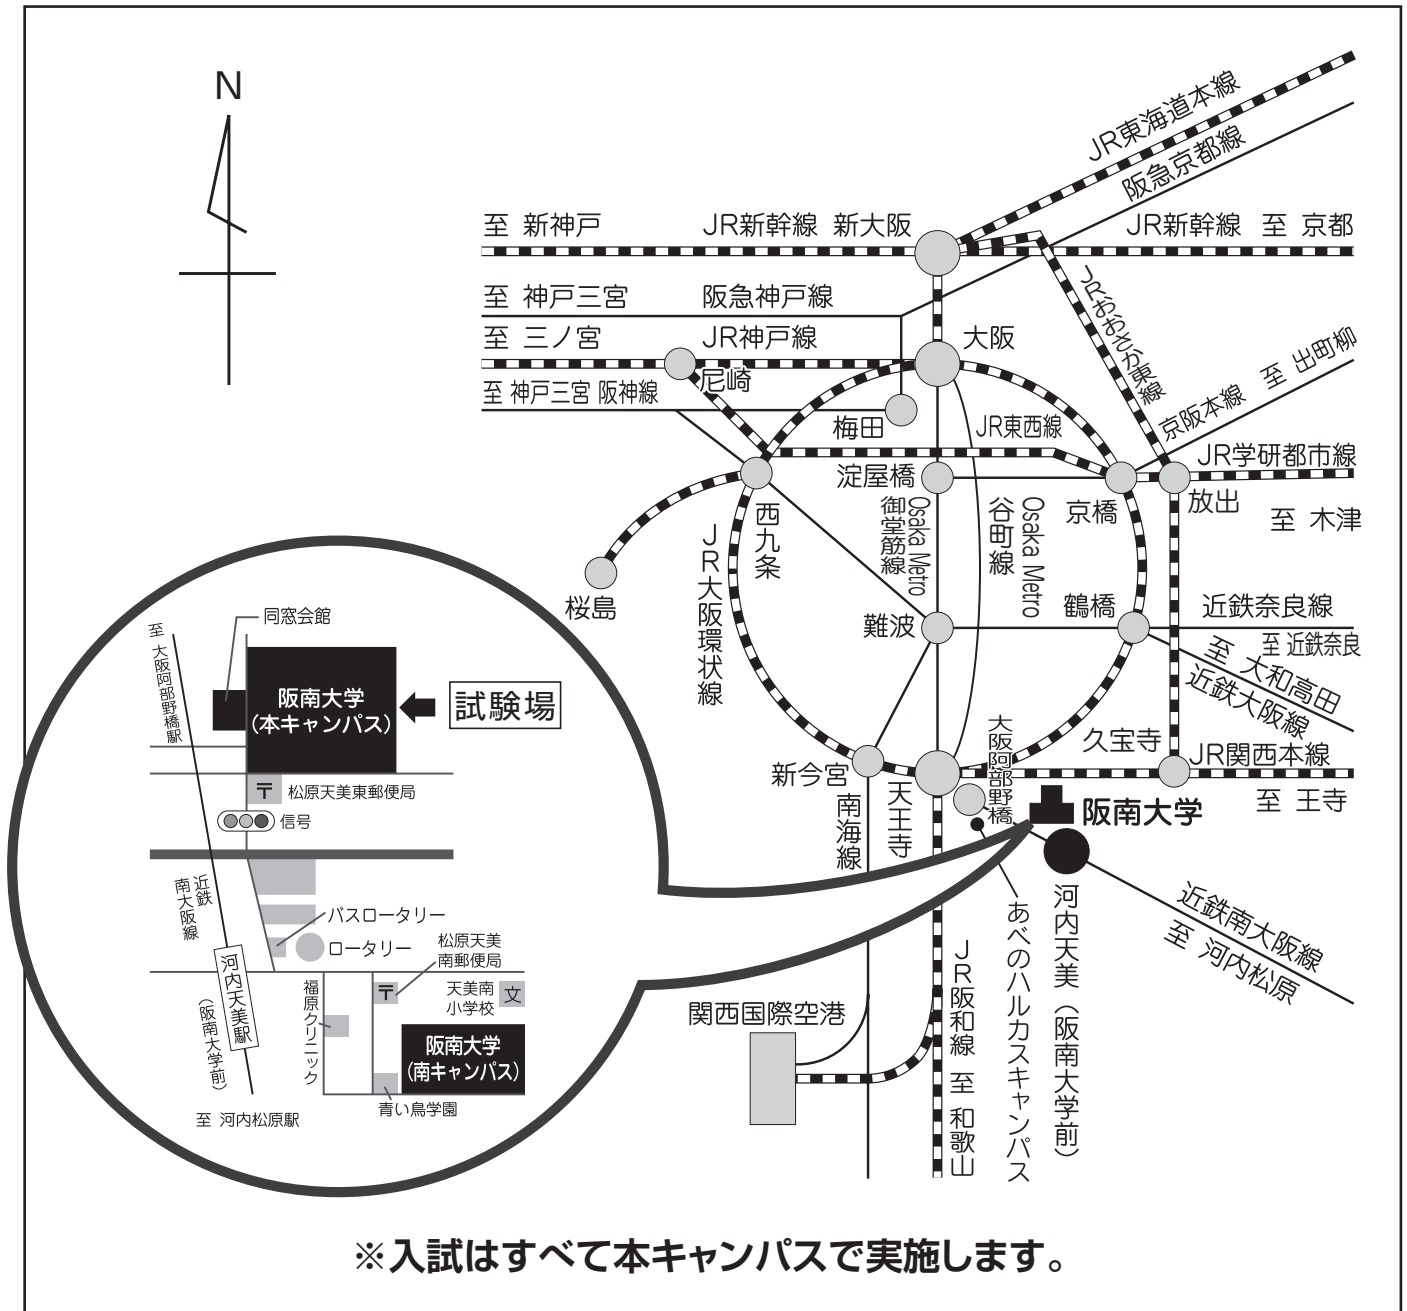 N
JR東海道本線
阪急京都線
至 新神戸
JR新幹線 新大阪
JR新幹線 至 京都
至 神戸三宮
阪急神戸線
至 三ノ宮
JR神戸線
大阪
尼崎
至 神戸三宮 阪神線
梅田
JRおおさか東線
至 出町柳
京阪本線
JR東西線
JR学研都市線
淀屋橋
京橋
放出
至 木津
西九条
桜島
JR大阪環状線
Osaka Metro
御堂筋線
Osaka Metro
谷町線
難波
鶴橋
近鉄奈良線
至 近鉄奈良
至 大和高田
近鉄大阪線
久宝寺
JR関西本線
至 王寺
新今宮
南海線
天王寺
大阪阿部野橋
阪南大学
河内天美(阪南大学前)
あべのハルカスキャンパス
近鉄南大阪線
至 河内松原
関西国際空港
JR阪和線 至 和歌山
同窓会館
至 大阪阿部野橋駅
阪南大学
(本キャンパス)
試験場
〒
松原天美東郵便局
信号
近鉄
南大阪線
バスロータリー
ロータリー
松原天美
南郵便局
〒
河内天美駅
(阪南大学前)
福原クリニック
天美南
小学校
文
阪南大学
(南キャンパス)
青い鳥学園
至 河内松原駅
※入試はすべて本キャンパスで実施します。